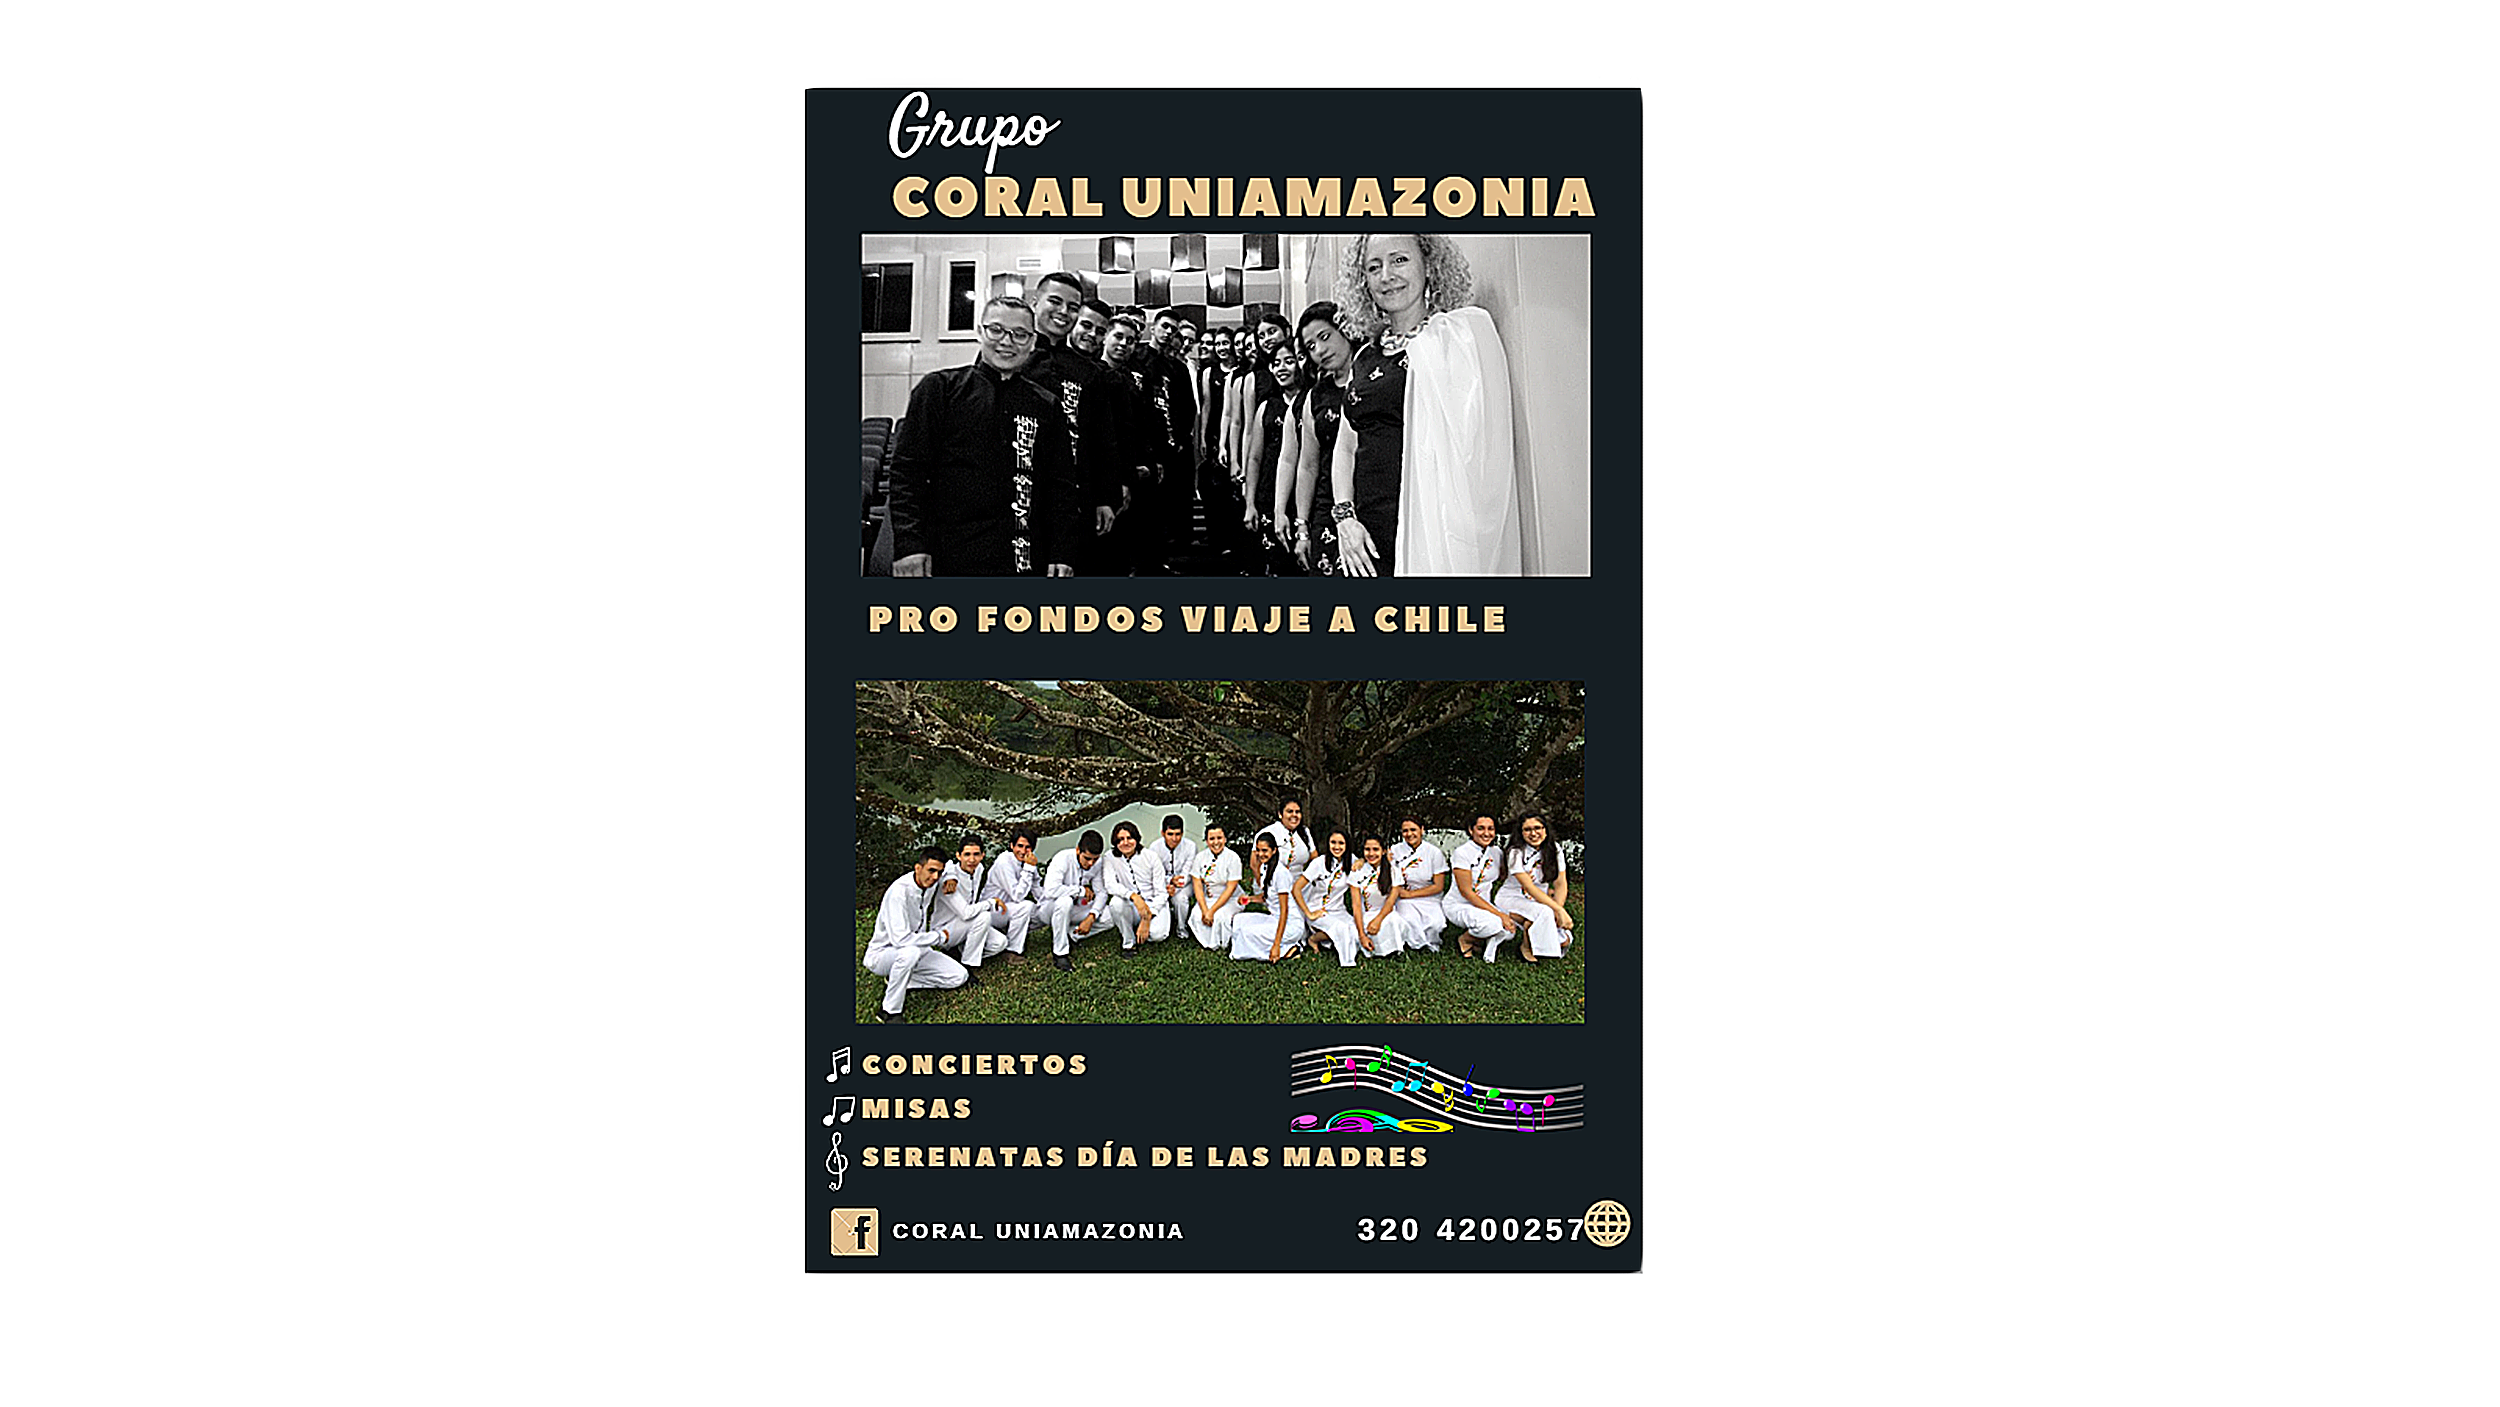 Grupo
CORAL UNIAMAZONIA
PRO FONDOS VIAJE A CHILE
CONCIERTOS
MISAS
SERENATAS DÍA DE LAS MADRES
f CORAL UNIAMAZONIA 320 4200257